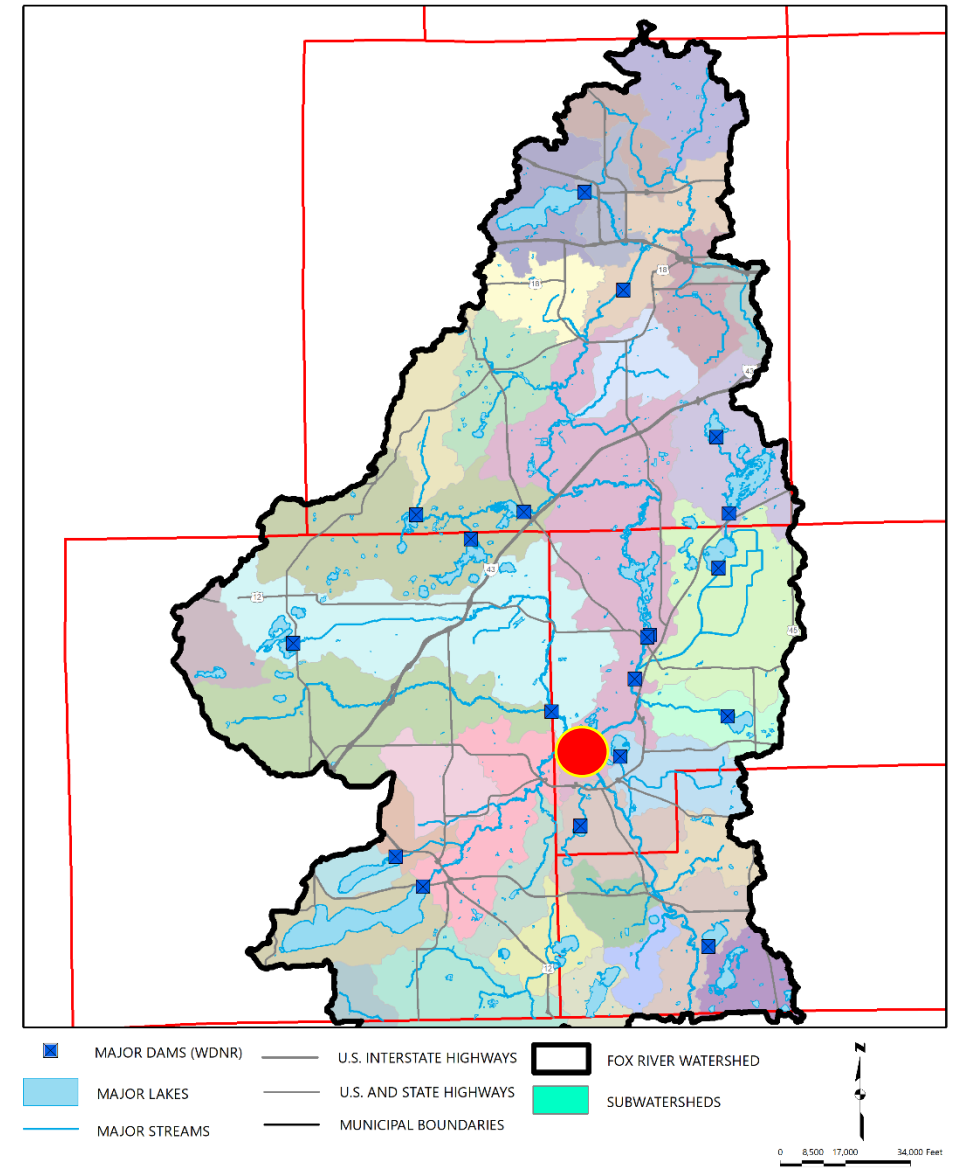 18
18
43
43
12
45
12
MAJOR DAMS (WDNR)
U.S. INTERSTATE HIGHWAYS
FOX RIVER WATERSHED
MAJOR LAKES
U.S. AND STATE HIGHWAYS
SUBWATERSHEDS
MAJOR STREAMS
MUNICIPAL BOUNDARIES
N
0 8,500 17,000 34,000 Feet